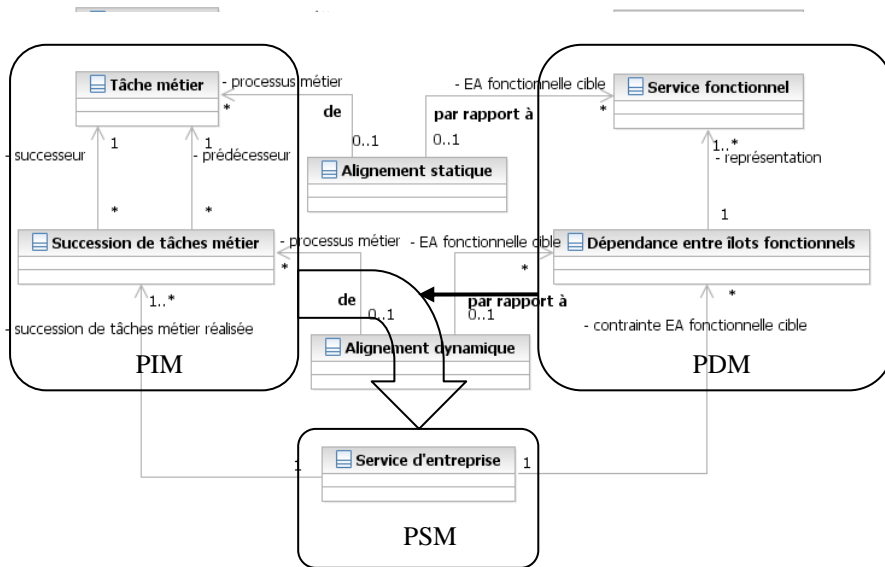 Tâche métier
- processus métier
- EA fonctionnelle cible
Service fonctionnel
*
de
par rapport à
*
1
1
0..1
0..1
1..*
- successeur
- prédécesseur
Alignement statique
- représentation
*
*
1
Succession de tâches métier
- processus métier
- EA fonctionnelle cible
Dépendance entre îlots fonctionnels
*
*
1..*
de
par rapport à
*
0..1
0..1
- succession de tâches métier réalisée
- contrainte EA fonctionnelle cible
Alignement dynamique
PIM
PDM
1
Service d'entreprise
1
PSM